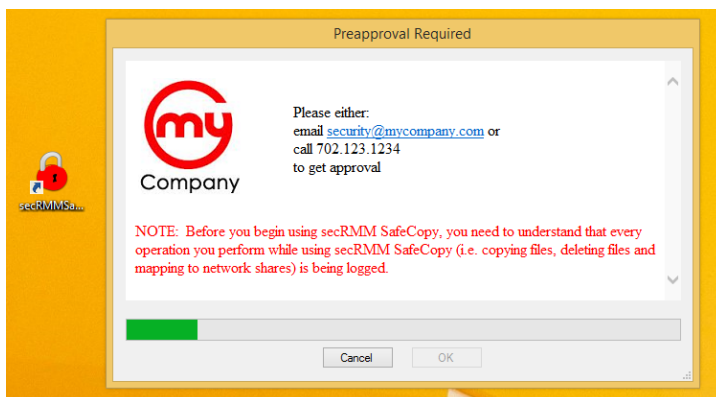 Preapproval Required
my
Company
Please either:
email security@mycompany.com or
call 702.123.1234
to get approval
secRMMSa...
NOTE: Before you begin using secRMM SafeCopy, you need to understand that every
operation you perform while using secRMM SafeCopy (i.e. copying files, deleting files and
mapping to network shares) is being logged.
Cancel
OK